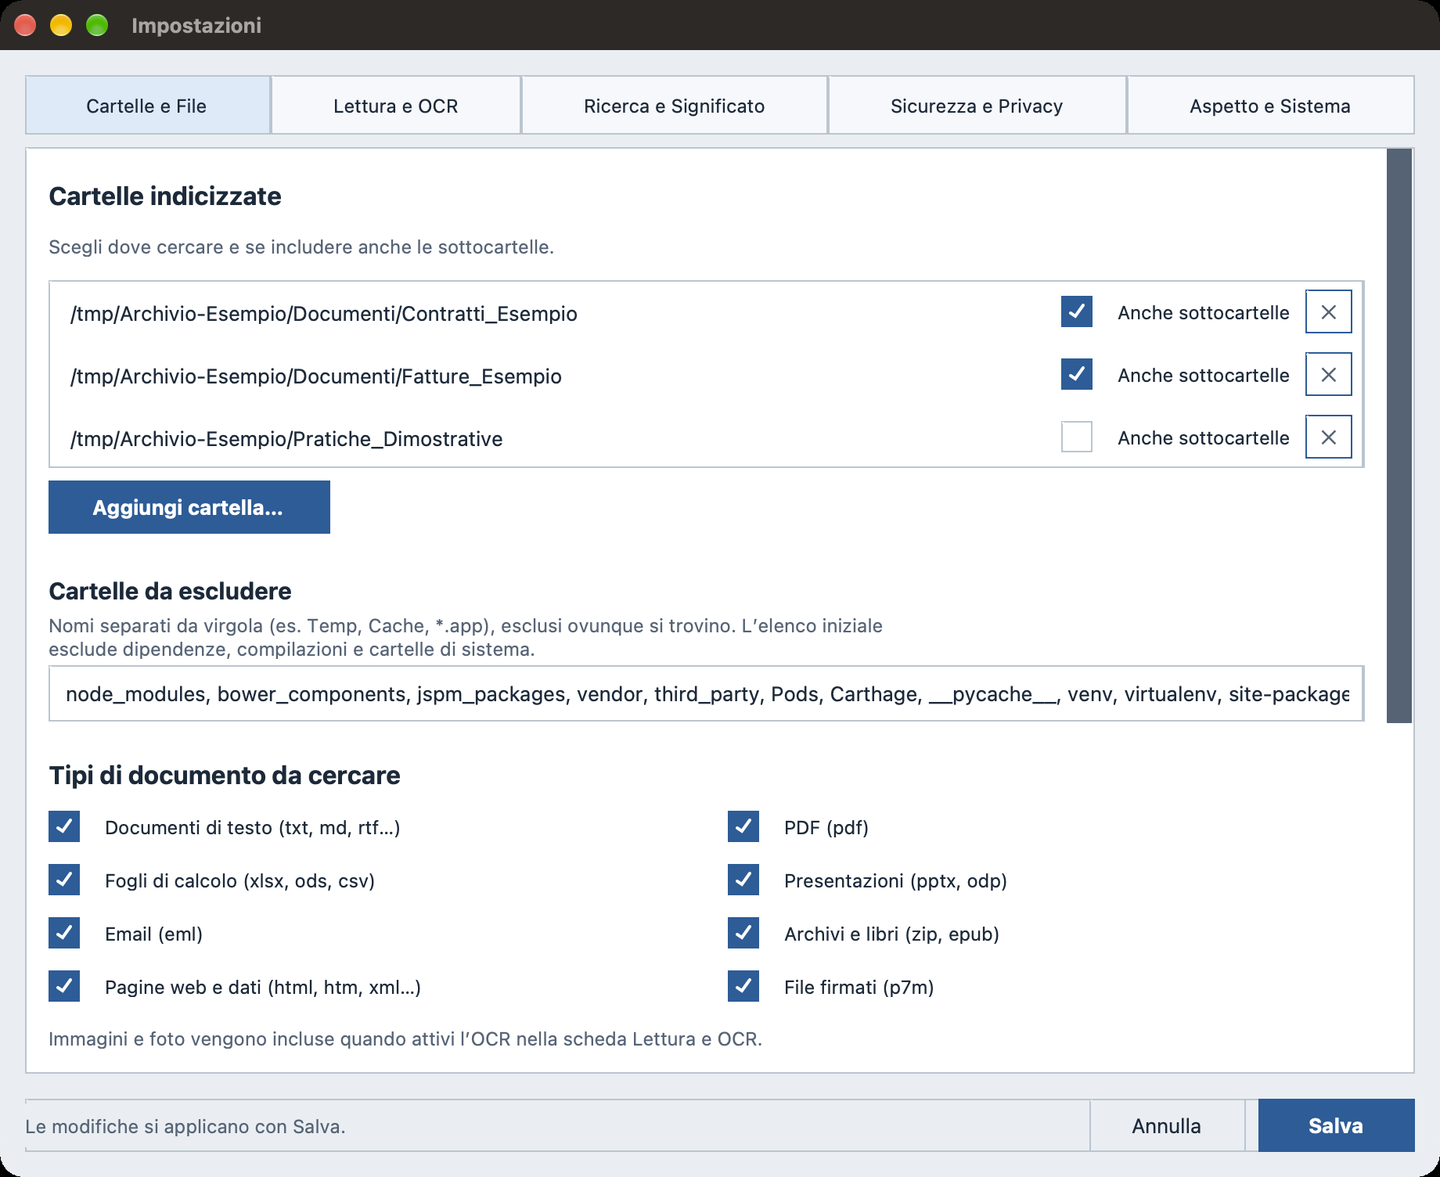 Impostazioni
Cartelle e File
Lettura e OCR
Ricerca e Significato
Sicurezza e Privacy
Aspetto e Sistema
Cartelle indicizzate
Scegli dove cercare e se includere anche le sottocartelle.
/tmp/Archivio-Esempio/Documenti/Contratti_Esempio
Anche sottocartelle
/tmp/Archivio-Esempio/Documenti/Fatture_Esempio
Anche sottocartelle
/tmp/Archivio-Esempio/Pratiche_Dimostrative
Anche sottocartelle
Aggiungi cartella...
Cartelle da escludere
Nomi separati da virgola (es. Temp, Cache, *.app), esclusi ovunque si trovino. L’elenco iniziale
esclude dipendenze, compilazioni e cartelle di sistema.
node_modules, bower_components, jspm_packages, vendor, third_party, Pods, Carthage, __pycache__, venv, virtualenv, site-package
Tipi di documento da cercare
Documenti di testo (txt, md, rtf...)
PDF (pdf)
Fogli di calcolo (xlsx, ods, csv)
Presentazioni (pptx, odp)
Email (eml)
Archivi e libri (zip, epub)
Pagine web e dati (html, htm, xml...)
File firmati (p7m)
Immagini e foto vengono incluse quando attivi l’OCR nella scheda Lettura e OCR.
Le modifiche si applicano con Salva.
Annulla
Salva